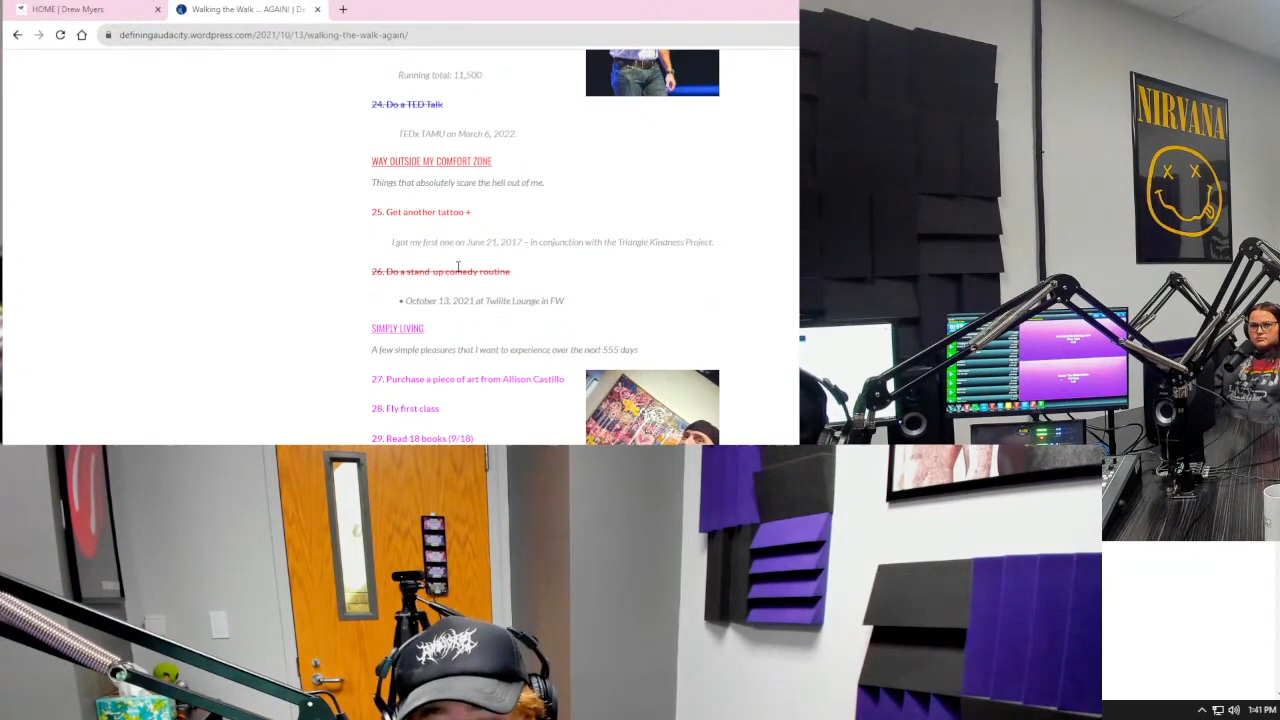 HOME | Drew Myers
Walking the Walk ... AGAIN! | De
definingaudacity.wordpress.com/2021/10/13/walking-the-walk-again/
Running total: 11,500
24. Do a TED Talk
TEDx TAMU on March 6, 2022.
WAY OUTSIDE MY COMFORT ZONE
Things that absolutely scare the hell out of me.
25. Get another tattoo +
I got my first one on June 21, 2017 – in conjunction with the Triangle Kindness Project.
26. Do a stand-up comedy routine
• October 13, 2021 at Twilite Lounge in FW
SIMPLY LIVING
A few simple pleasures that I want to experience over the next 555 days
27. Purchase a piece of art from Allison Castillo
28. Fly first class
29. Read 18 books (9/18)
NIRVANA
1:41 PM